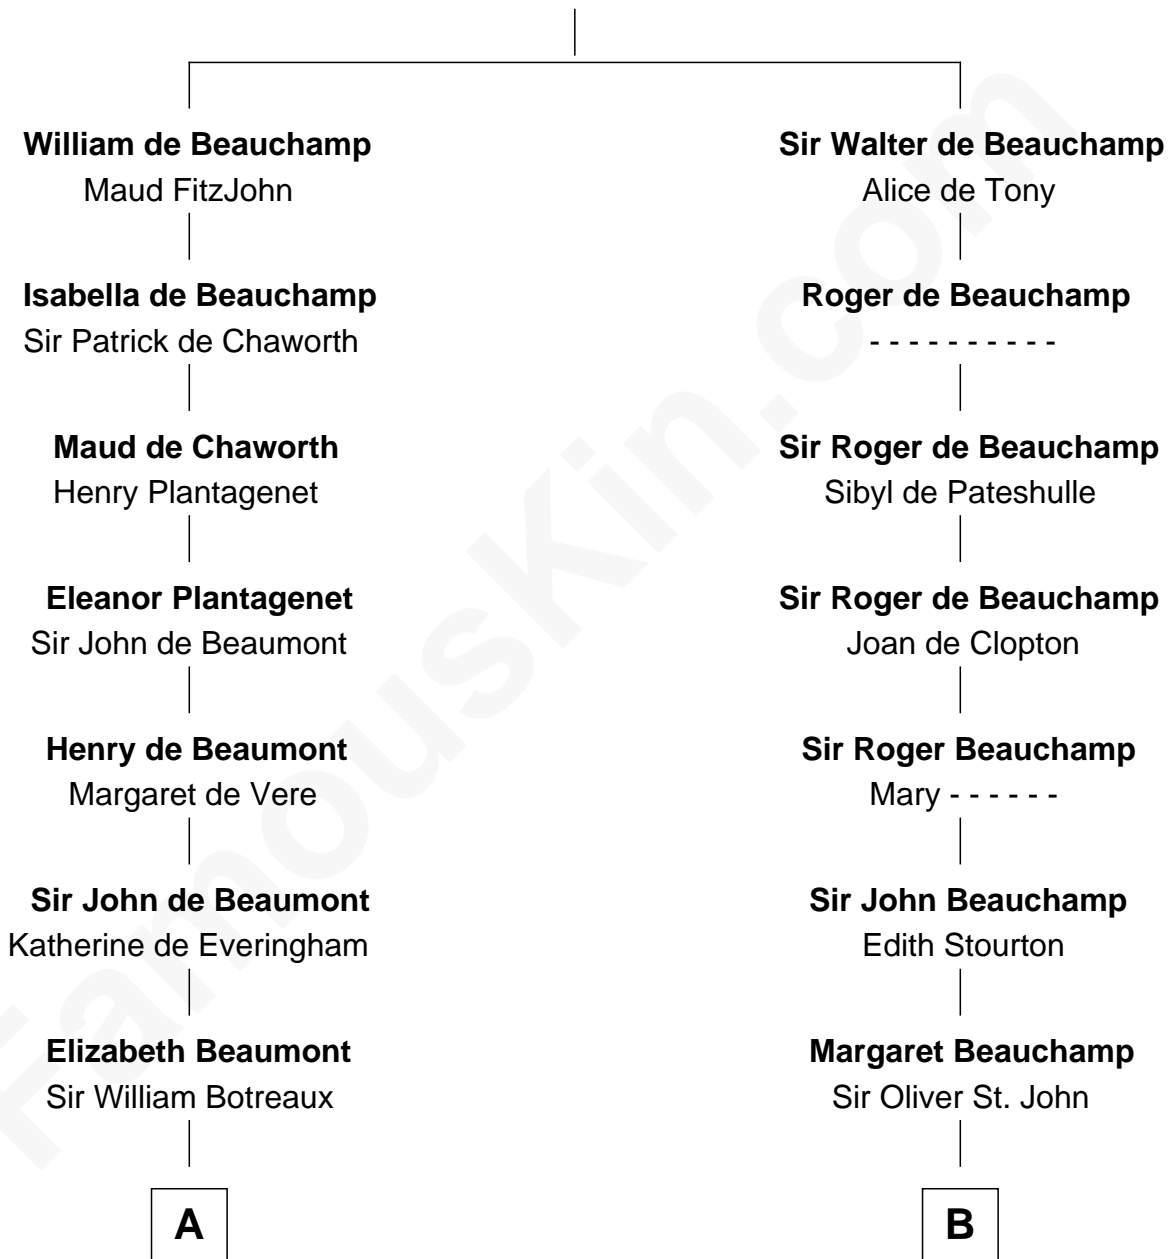 William de Beauchamp
Maud FitzJohn
Isabella de Beauchamp
Sir Patrick de Chaworth
Maud de Chaworth
Henry Plantagenet
Eleanor Plantagenet
Sir John de Beaumont
Henry de Beaumont
Margaret de Vere
Sir John de Beaumont
Katherine de Everingham
Elizabeth Beaumont
Sir William Botreaux
A
Sir Walter de Beauchamp
Alice de Tony
Roger de Beauchamp
- - - - - - - - - -
Sir Roger de Beauchamp
Sibyl de Pateshulle
Sir Roger de Beauchamp
Joan de Clopton
Sir Roger Beauchamp
Mary - - - - - -
Sir John Beauchamp
Edith Stourton
Margaret Beauchamp
Sir Oliver St. John
B
FamousKin.com